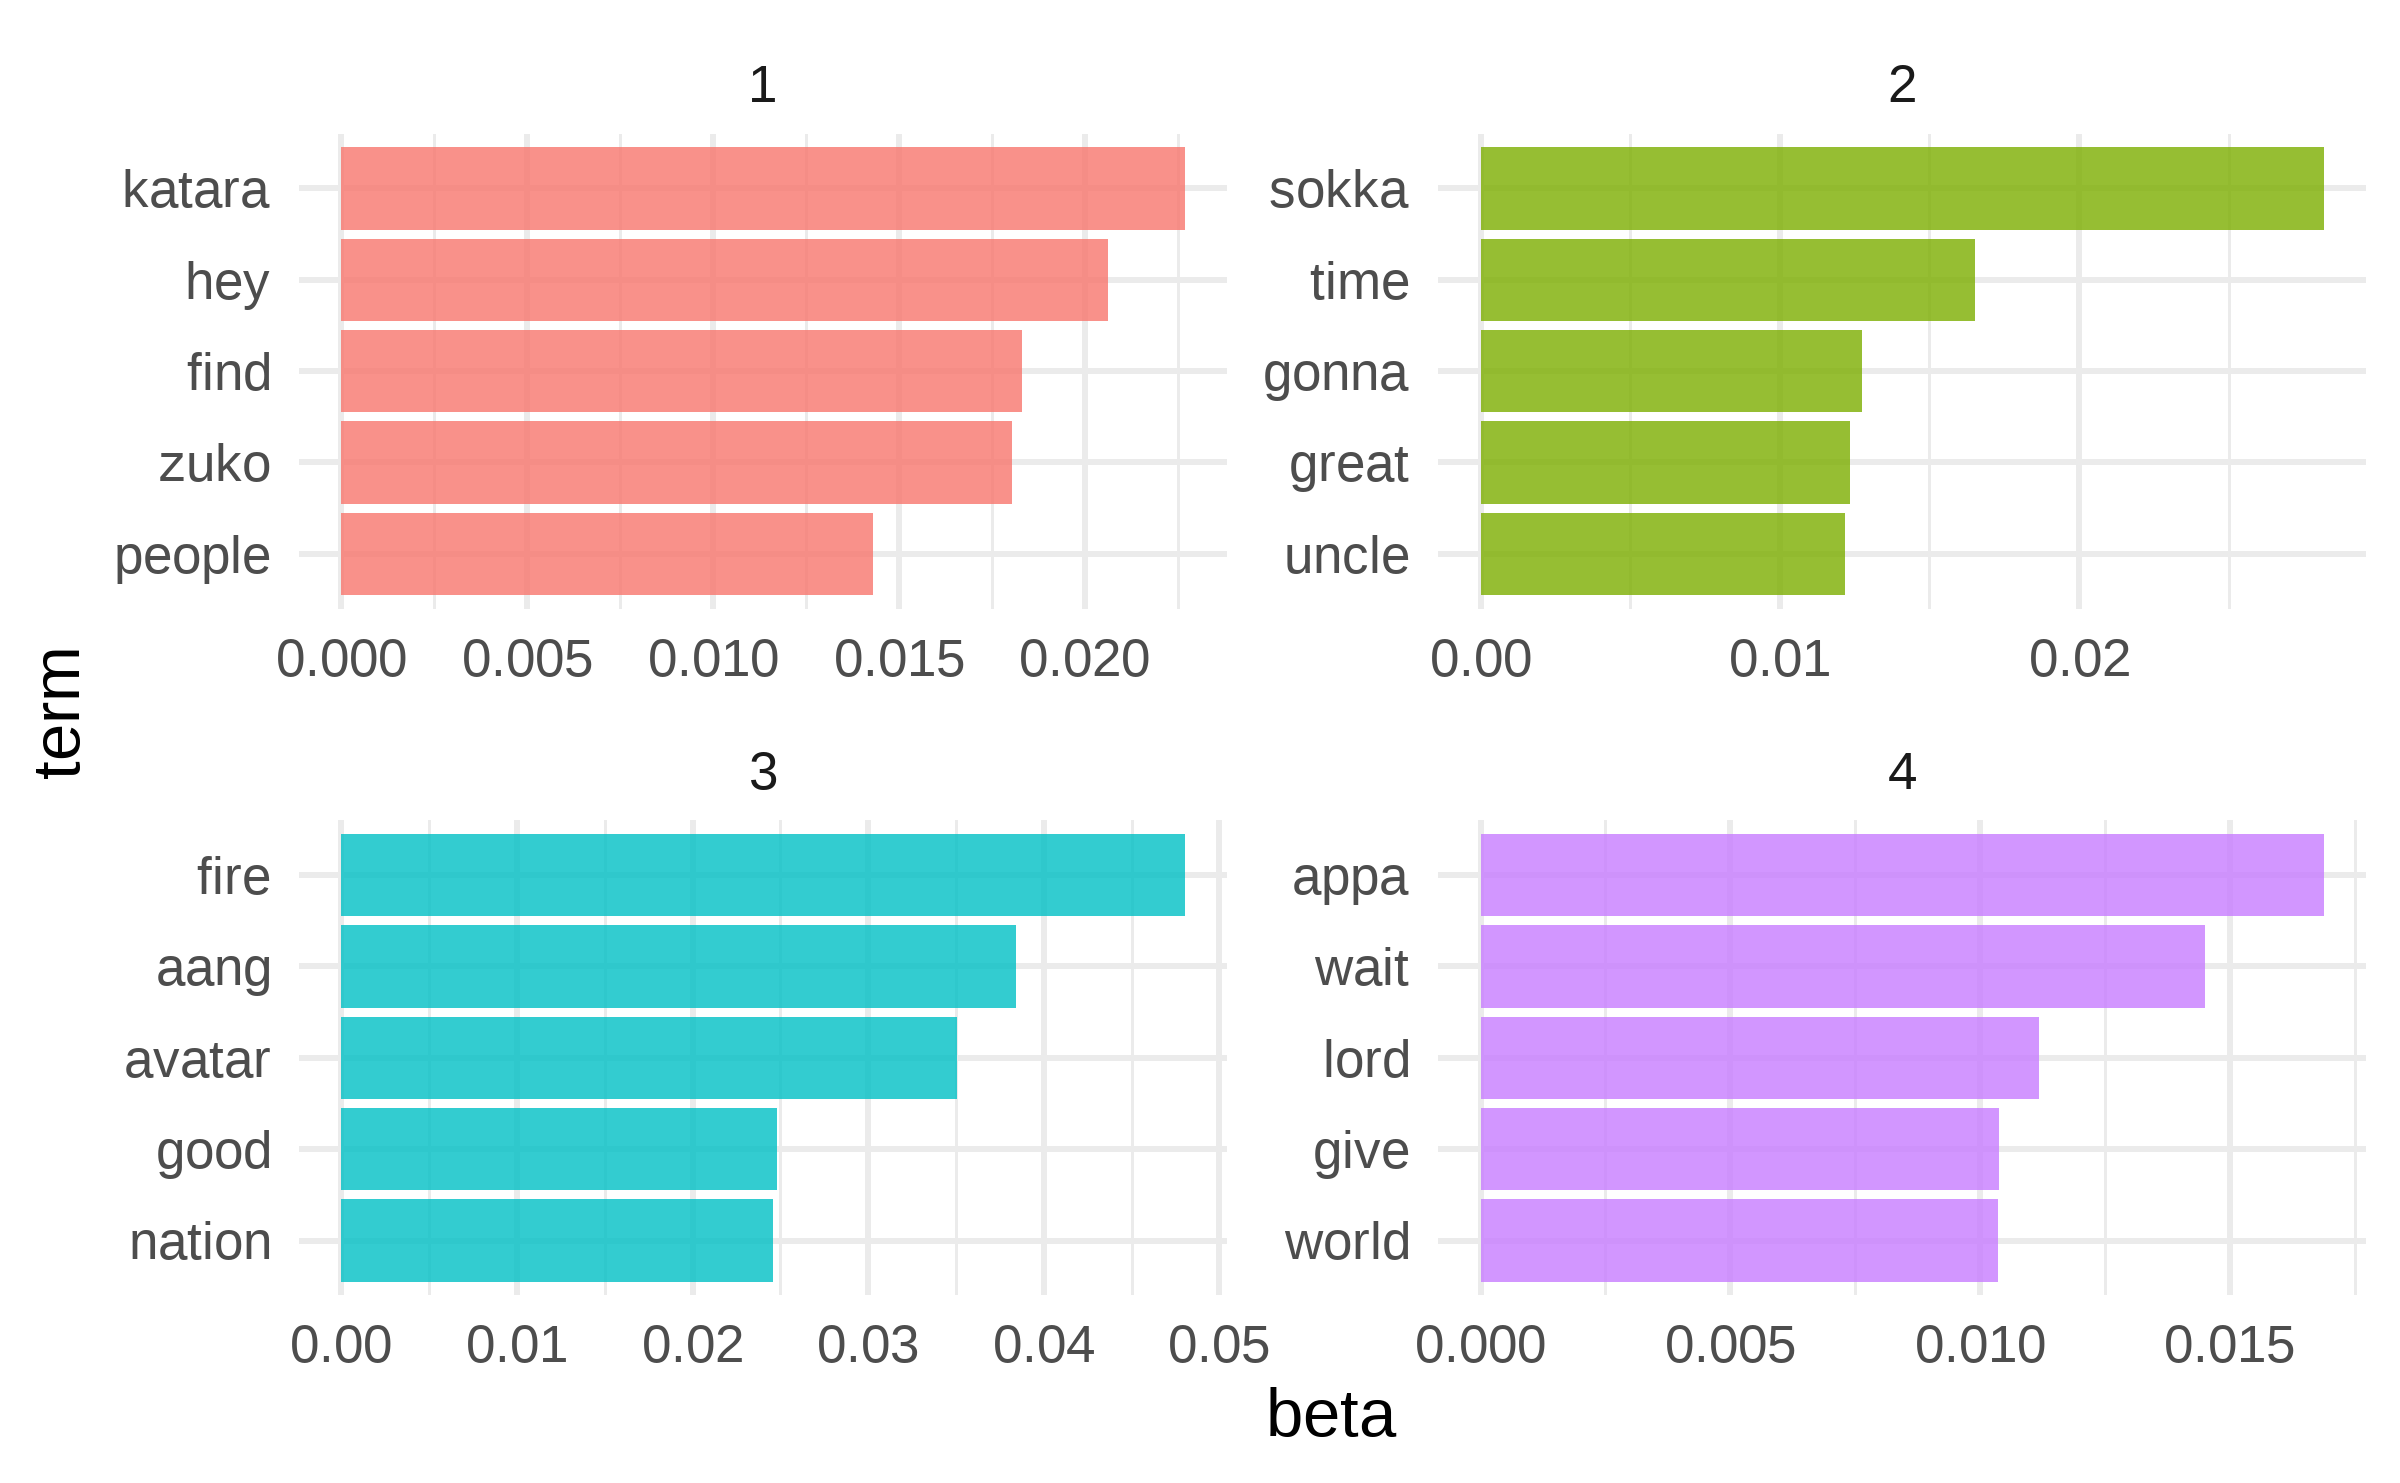 1
katara
hey
find
zuko
people
0.000 0.005 0.010 0.015 0.020
2
sokka
time
gonna
great
uncle
0.00 0.01 0.02
term
3
fire
aang
avatar
good
nation
0.00 0.01 0.02 0.03 0.04 0.05
4
appa
wait
lord
give
world
0.000 0.005 0.010 0.015
beta